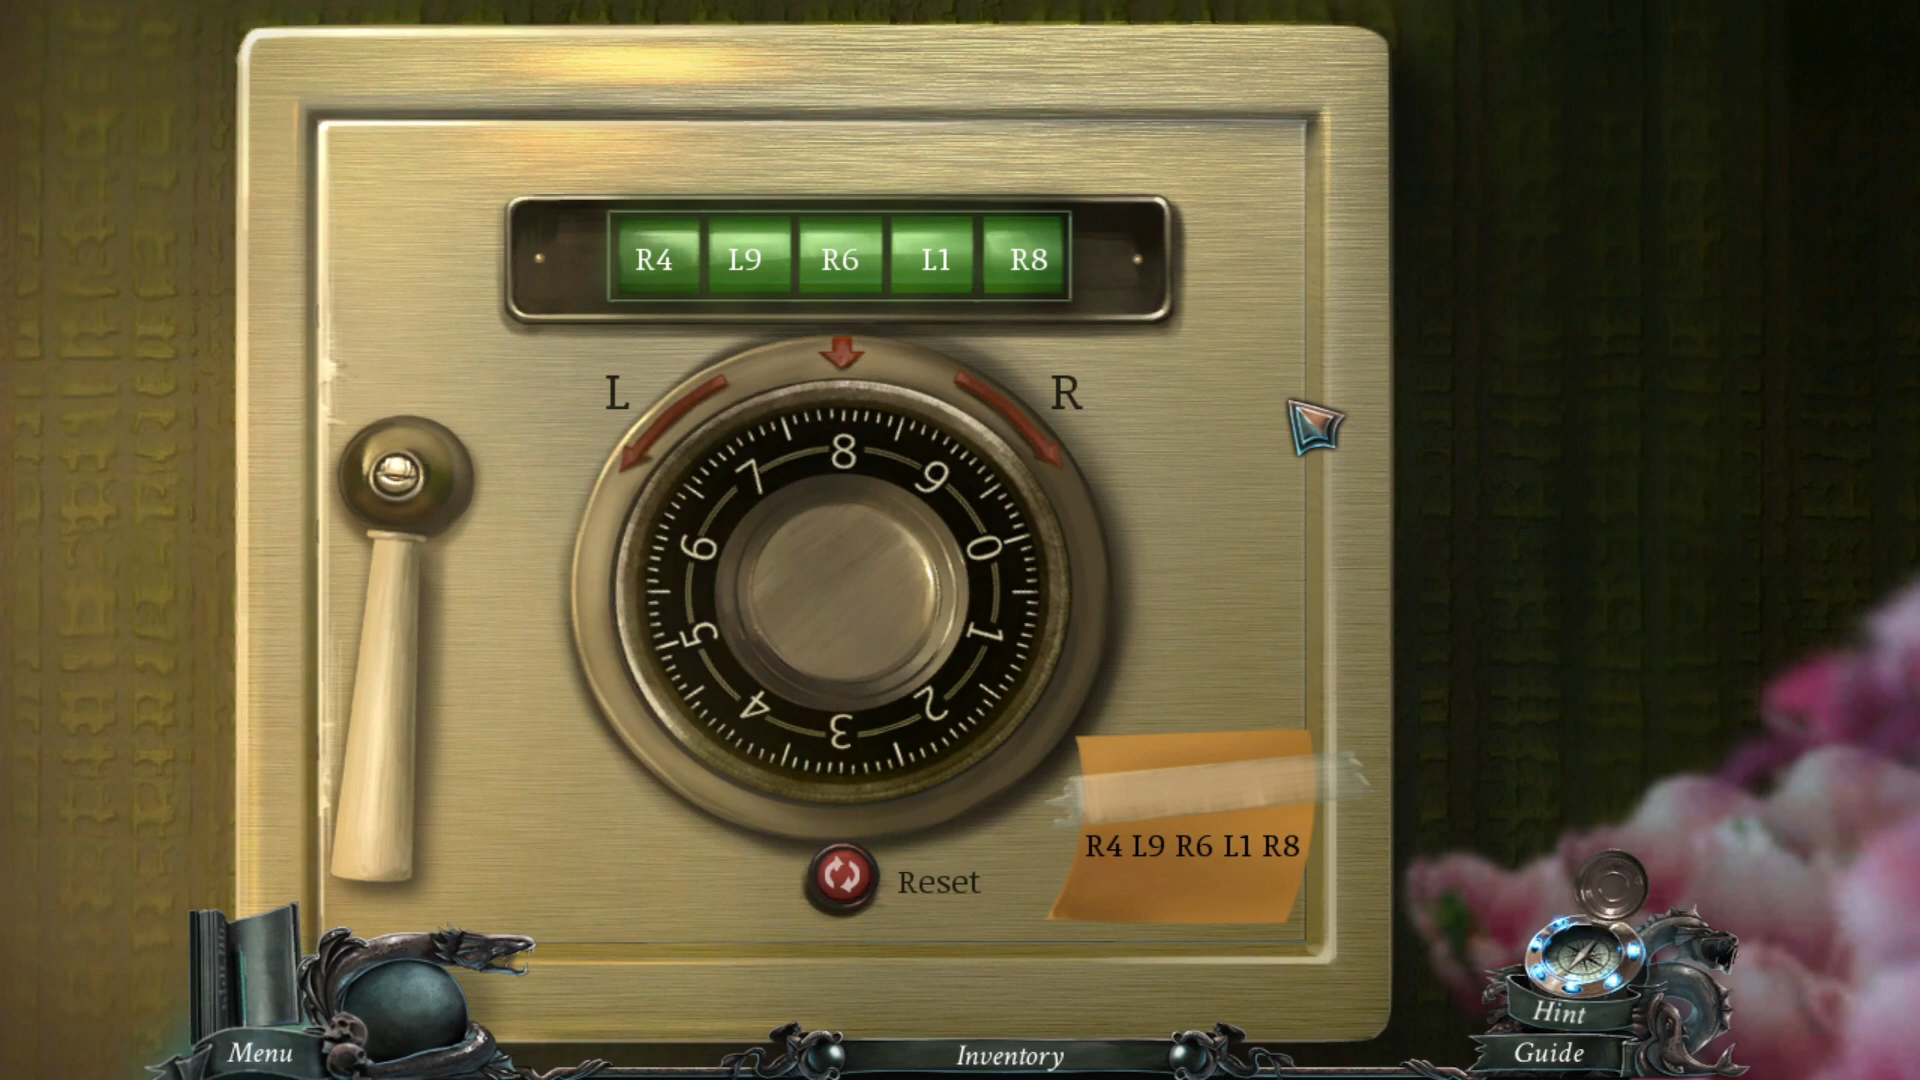 R4 L9 R6 L1 R8
L R
8
7 9
6 0
5 1
4 2
3
R4 L9 R6 L1 R8
Reset
Hint
Menu Inventory Guide